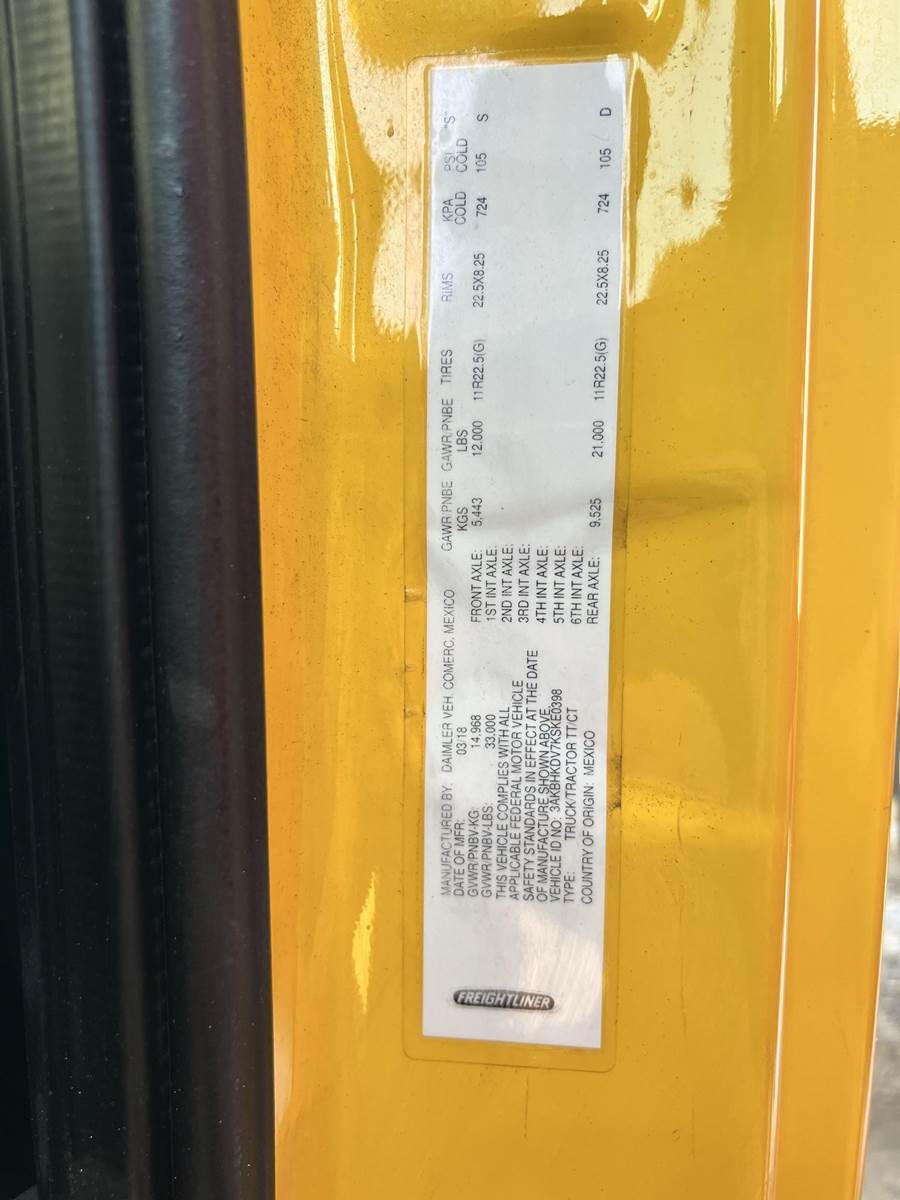 FREIGHTLINER
MANUFACTURED BY: DAIMLER VEH. COMERC. MEXICO
DATE OF MFR: 03/18
GVWR/PNBV-KG: 14,968
GVWR/PNBV-LBS: 33,000
THIS VEHICLE COMPLIES WITH ALL
APPLICABLE FEDERAL MOTOR VEHICLE
SAFETY STANDARDS IN EFFECT AT THE DATE
OF MANUFACTURE SHOWN ABOVE.
VEHICLE ID NO: 3AKBHKDV7KSKE0398
TYPE: TRUCK/TRACTOR TT/CT
COUNTRY OF ORIGIN: MEXICO
GAWR/PNBE GAWR/PNBE TIRES RIMS KPA PSI "S"
KGS LBS COLD COLD
FRONT AXLE: 5,443 12,000 11R22.5(G) 22.5X8.25 724 105 S
1ST INT AXLE:
2ND INT AXLE:
3RD INT AXLE:
4TH INT AXLE:
5TH INT AXLE:
6TH INT AXLE:
REAR AXLE: 9,525 21,000 11R22.5(G) 22.5X8.25 724 105 D